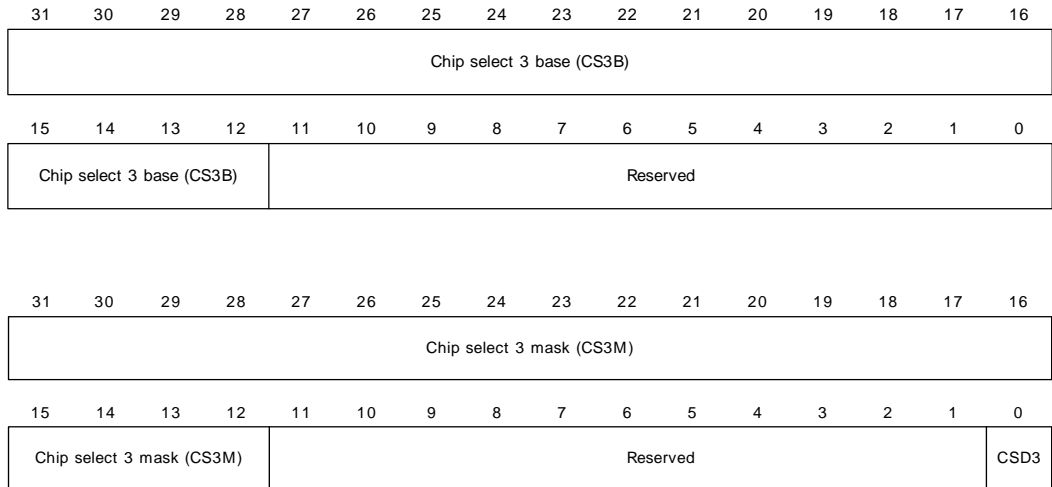 31 30 29 28 27 26 25 24 23 22 21 20 19 18 17 16
Chip select 3 base (CS3B)
15 14 13 12 11 10 9 8 7 6 5 4 3 2 1 0
Chip select 3 base (CS3B) Reserved
31 30 29 28 27 26 25 24 23 22 21 20 19 18 17 16
Chip select 3 mask (CS3M)
15 14 13 12 11 10 9 8 7 6 5 4 3 2 1 0
Chip select 3 mask (CS3M) Reserved CSD3